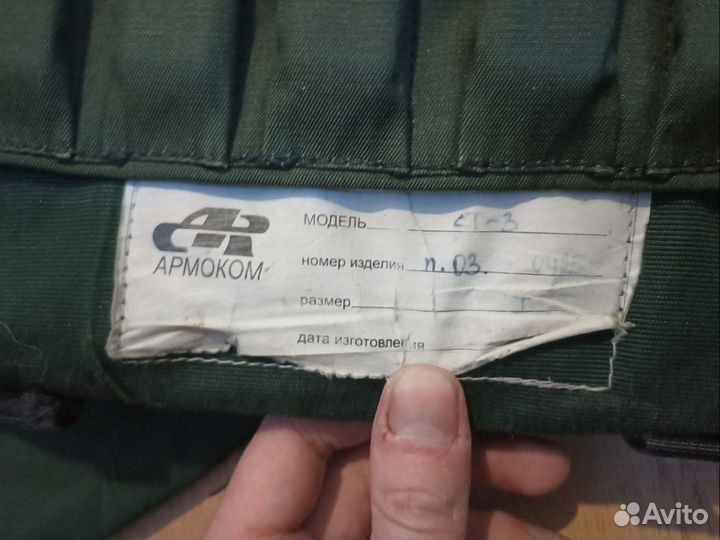 АРМОКОМ
МОДЕЛЬ СТ-3
номер изделия п.03.
размер
дата изготовления
Avito